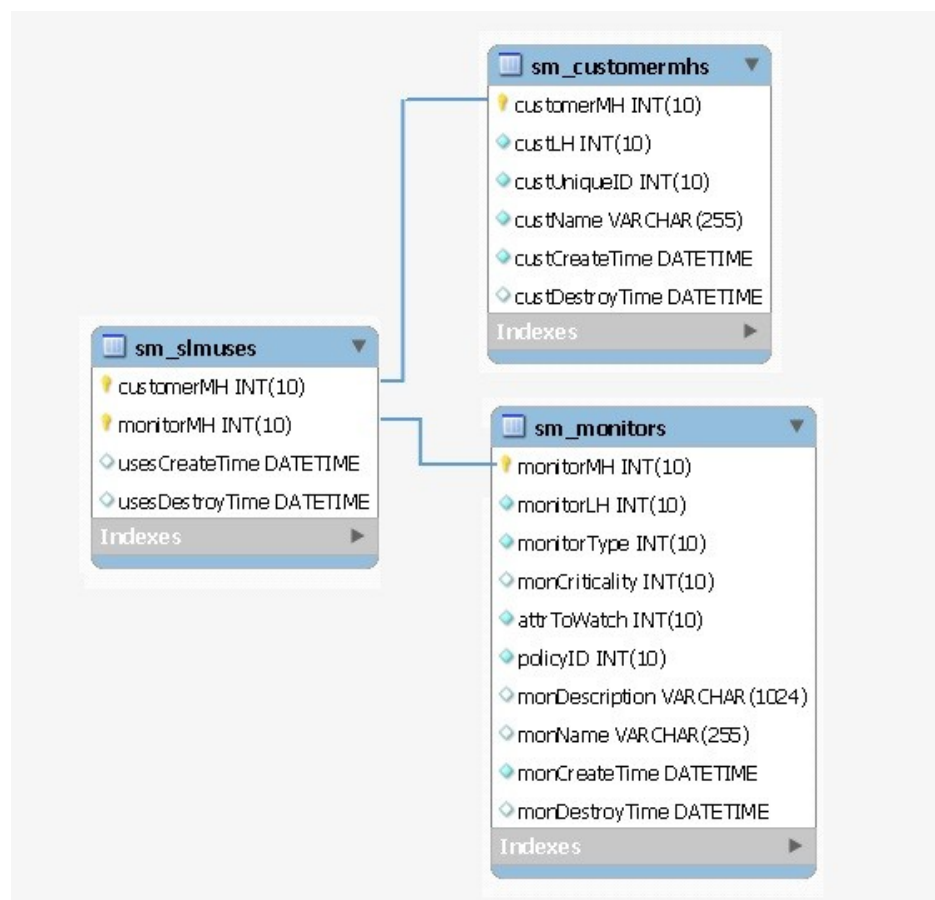 sm_customermhs
customerMH INT(10)
custLH INT(10)
custUniqueID INT(10)
custName VARCHAR(255)
custCreateTime DATETIME
custDestroyTime DATETIME
Indexes
sm_slmuses
customerMH INT(10)
monitorMH INT(10)
usesCreateTime DATETIME
usesDestroyTime DATETIME
Indexes
sm_monitors
monitorMH INT(10)
monitorLH INT(10)
monitorType INT(10)
monCriticality INT(10)
attrToWatch INT(10)
policyID INT(10)
monDescription VARCHAR(1024)
monName VARCHAR(255)
monCreateTime DATETIME
monDestroyTime DATETIME
Indexes